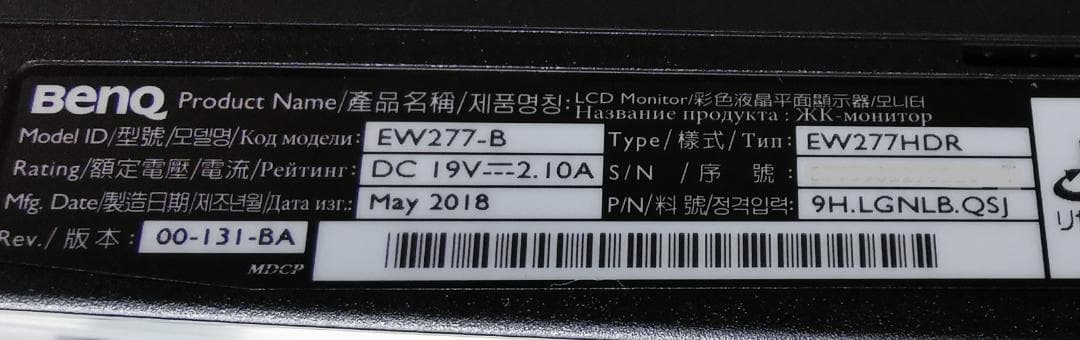 BenQ Product Name/產品名稱/제품명칭: LCD Monitor/彩色液晶平面顯示器/모니터
Название продукта : ЖК-монитор
Model ID/型號/모델명/Код модели: EW277-B Type/樣式/Тип: EW277HDR
Rating/額定電壓/電流/Рейтинг: DC 19V⎓2.10A S/N /序 號:
Mfg. Date/製造日期/제조년월/Дата изг.: May 2018 P/N/料號/정격입력: 9H.LGNLB.QSJ
Rev./版本: 00-131-BA
MDCP
リサ